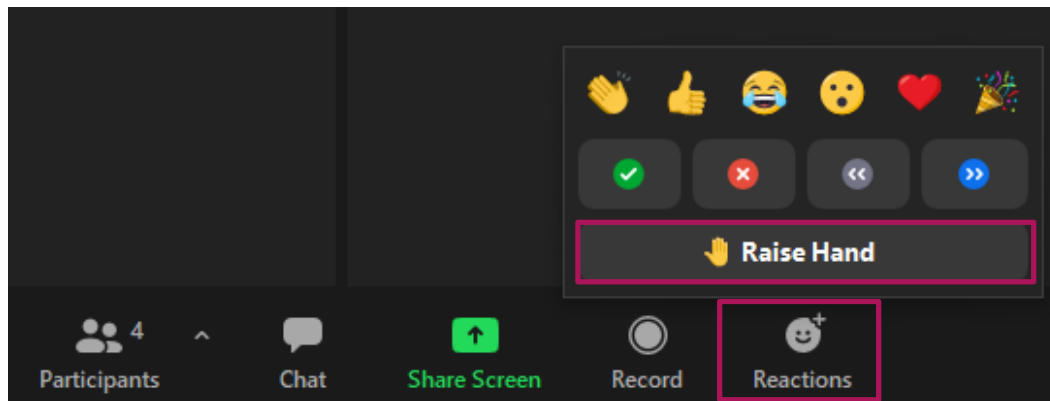 Raise Hand
4
Participants
Chat
Share Screen
Record
Reactions